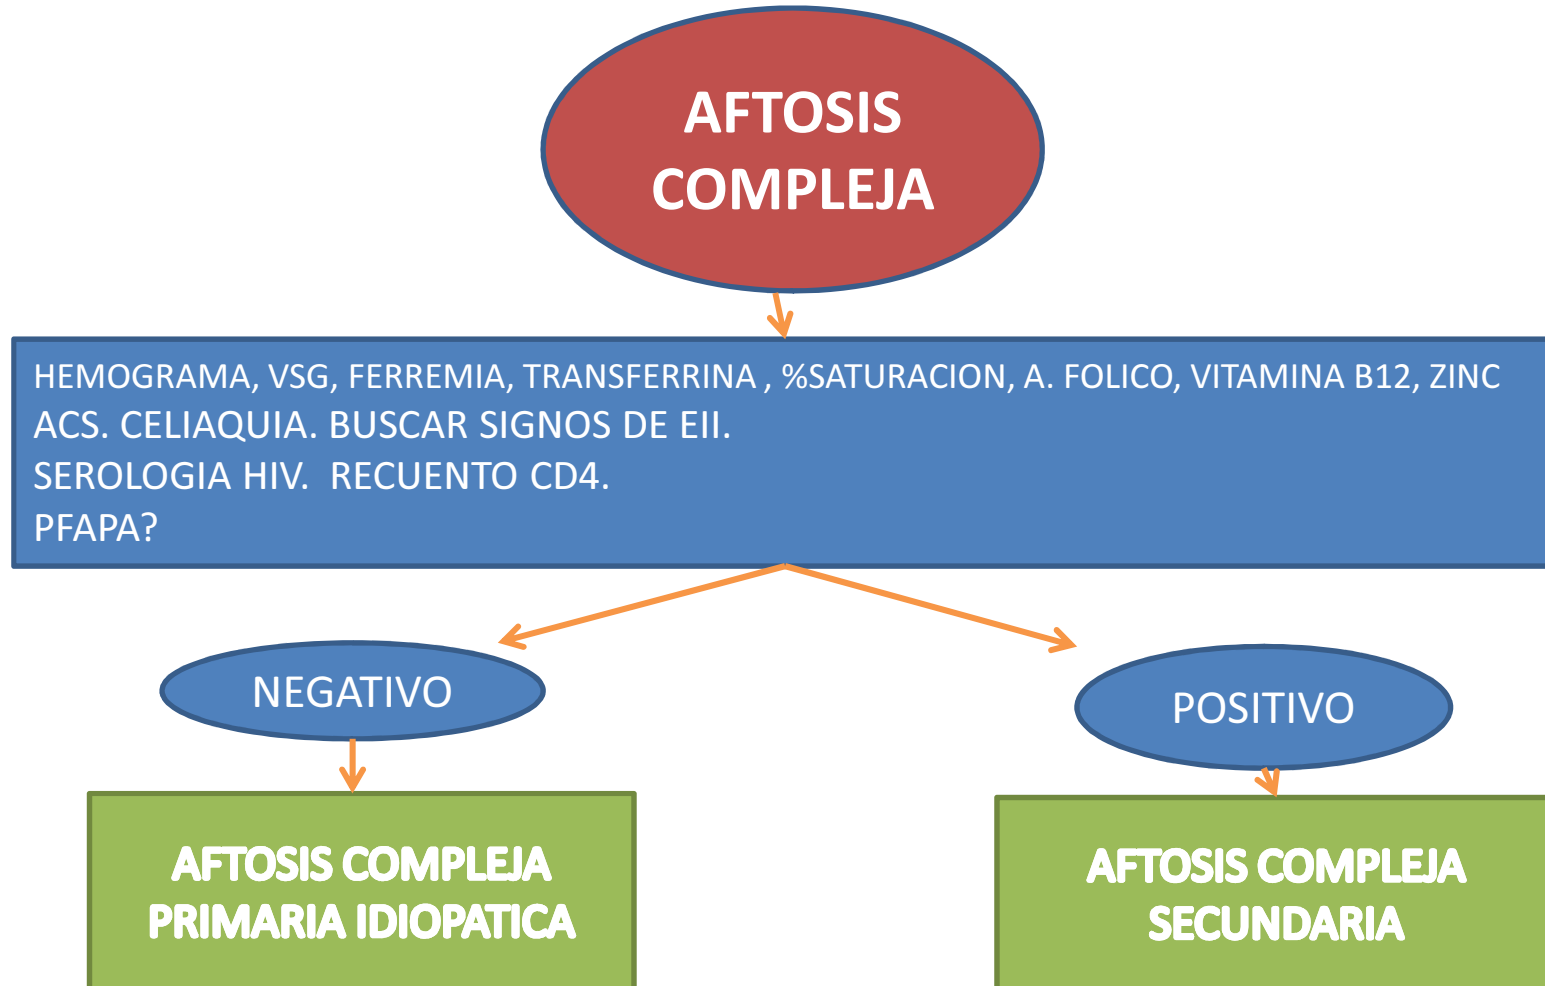 AFTOSIS
COMPLEJA
HEMOGRAMA, VSG, FERREMIA, TRANSFERRINA , %SATURACION, A. FOLICO, VITAMINA B12, ZINC
ACS. CELIAQUIA. BUSCAR SIGNOS DE EII.
SEROLOGIA HIV. RECUENTO CD4.
PFAPA?
NEGATIVO
POSITIVO
AFTOSIS COMPLEJA
PRIMARIA IDIOPATICA
AFTOSIS COMPLEJA
SECUNDARIA